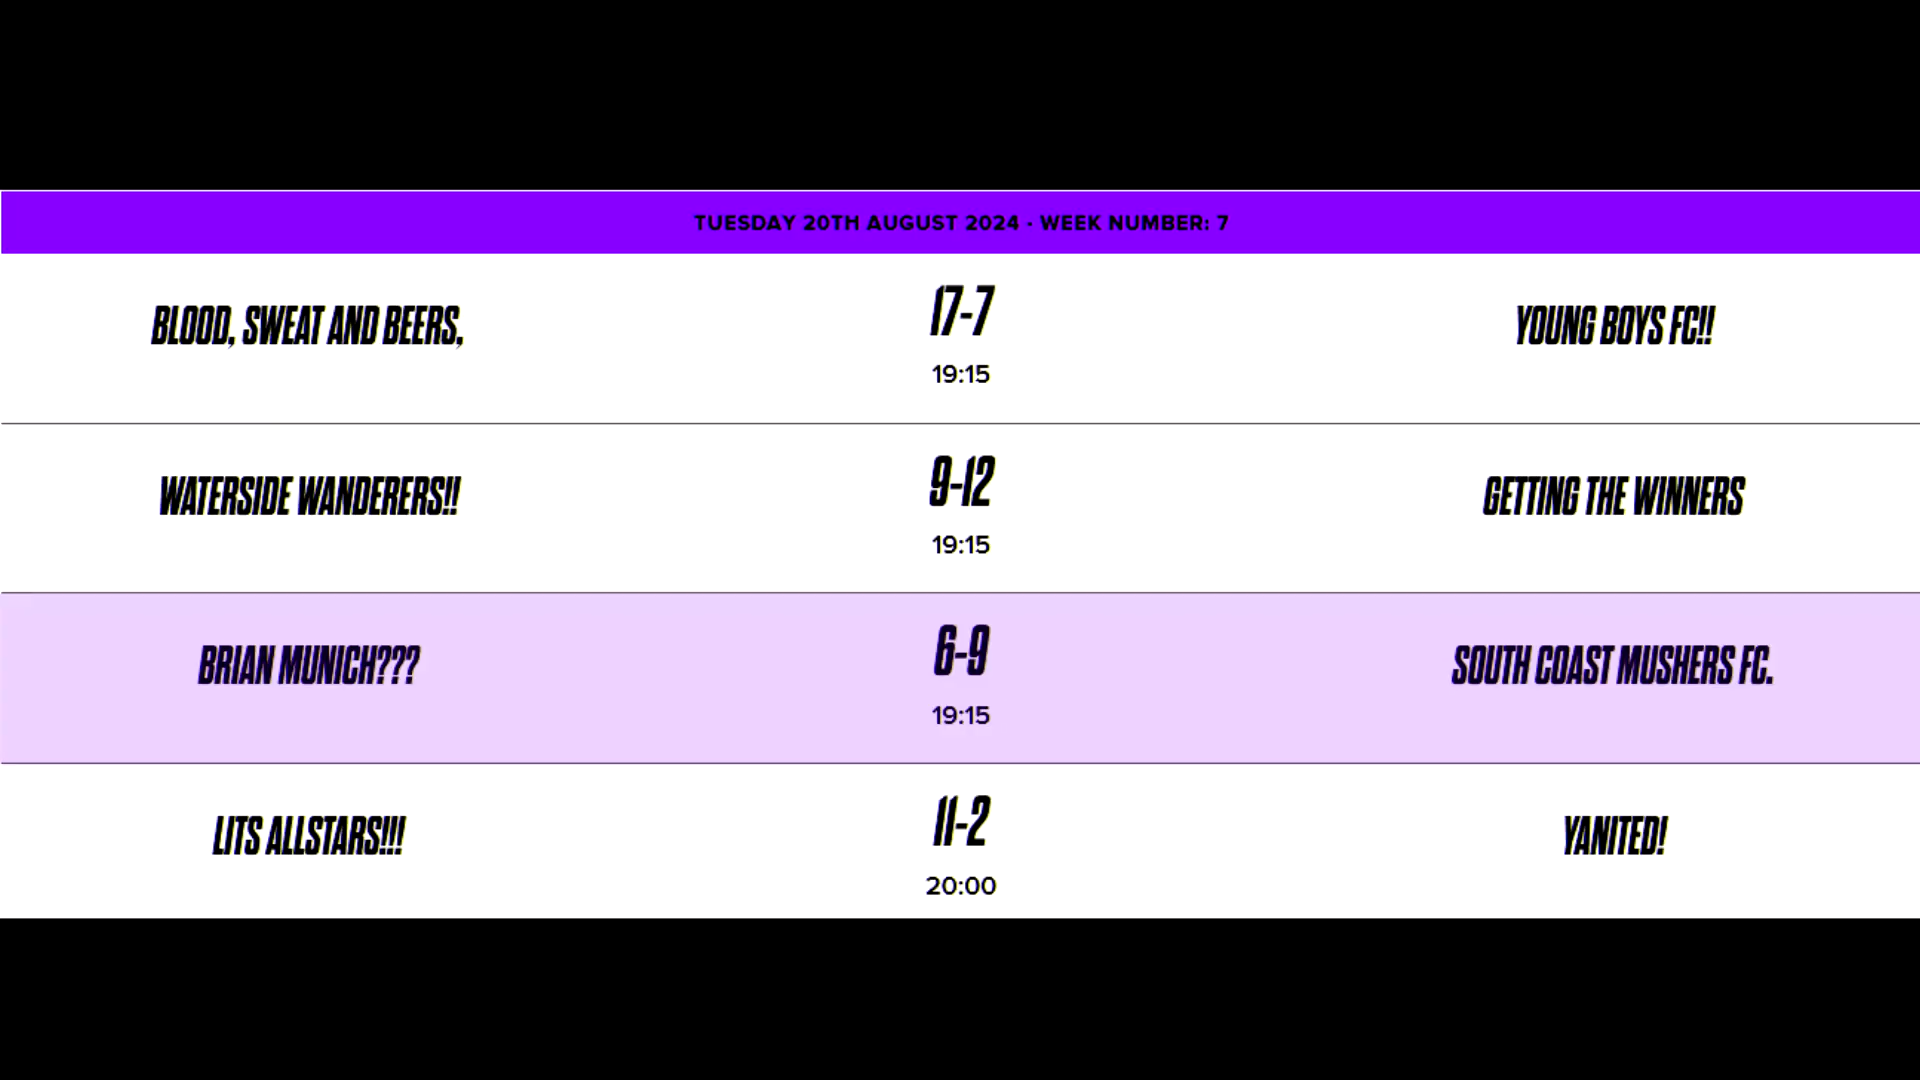 TUESDAY 20TH AUGUST 2024 - WEEK NUMBER: 7
BLOOD, SWEAT AND BEERS,
17-7
19:15
YOUNG BOYS FC!!
WATERSIDE WANDERERS!!
9-12
19:15
GETTING THE WINNERS
BRIAN MUNICH???
6-9
19:15
SOUTH COAST MUSHERS FC.
LITS ALLSTARS!!!
11-2
20:00
YANITED!